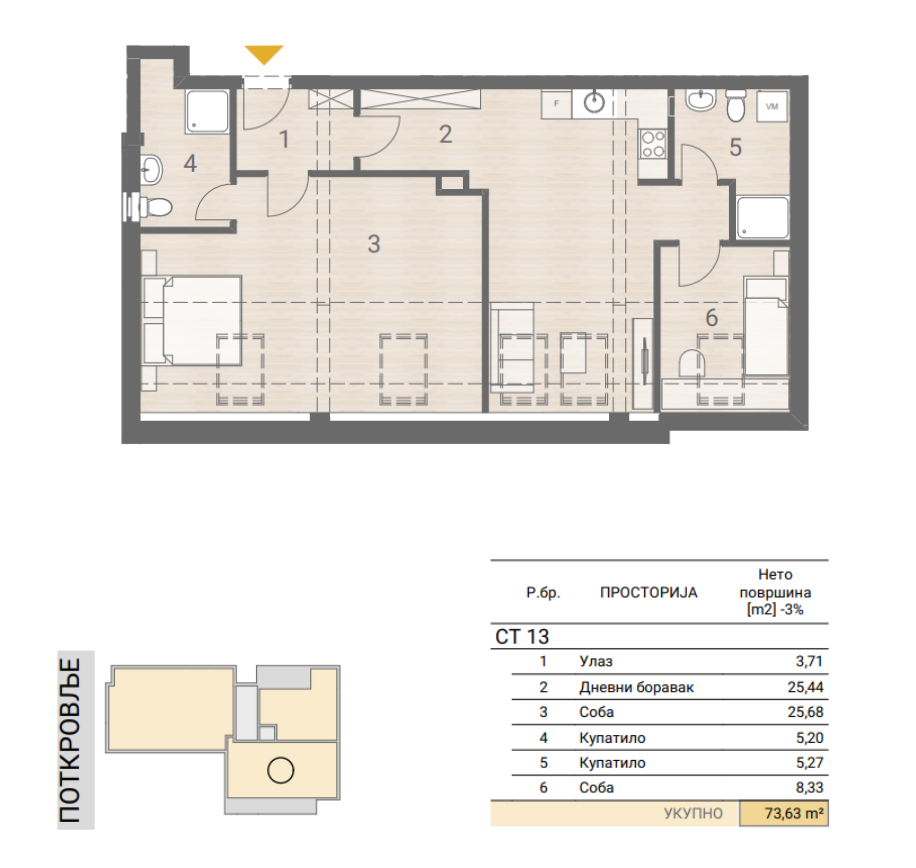 1
2
3
4
5
6
F
VM
Р.бр. ПРОСТОРИЈА Нето
површина
[m2] -3%
СТ 13
1 Улаз 3,71
2 Дневни боравак 25,44
3 Соба 25,68
4 Купатило 5,20
5 Купатило 5,27
6 Соба 8,33
УКУПНО 73,63 m²
ПОТКРОВЉЕ